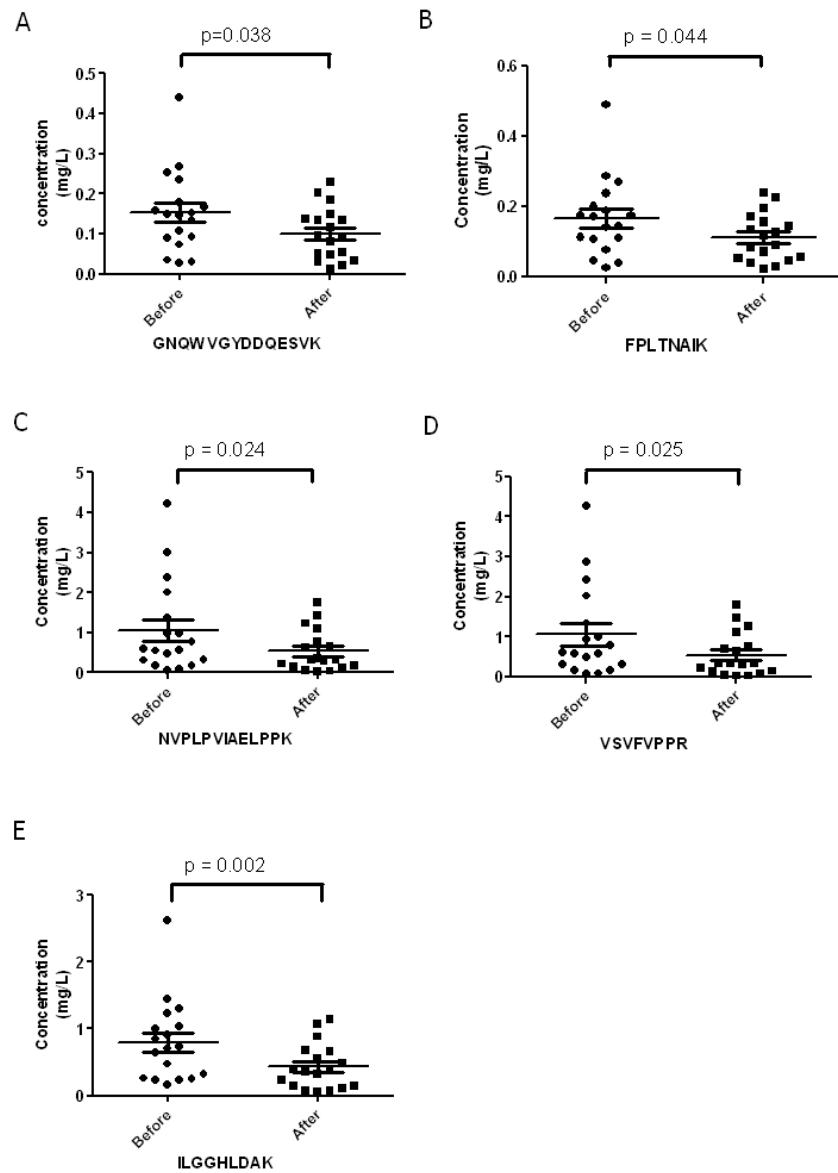 A
p=0.038
concentration
(mg/L)
0.5
0.4
0.3
0.2
0.1
0.0
Before
After
GNQWVGYDDQESVK
B
p = 0.044
Concentration
(mg/L)
0.6
0.4
0.2
0.0
Before
After
FPLTNAIK
C
p = 0.024
Concentration
(mg/L)
5
4
3
2
1
0
Before
After
NVPLPVIAELPPK
D
p = 0.025
Concentration
(mg/L)
5
4
3
2
1
0
Before
After
VSVFVPPR
E
p = 0.002
Concentration
(mg/L)
3
2
1
0
Before
After
ILGGHLDAK